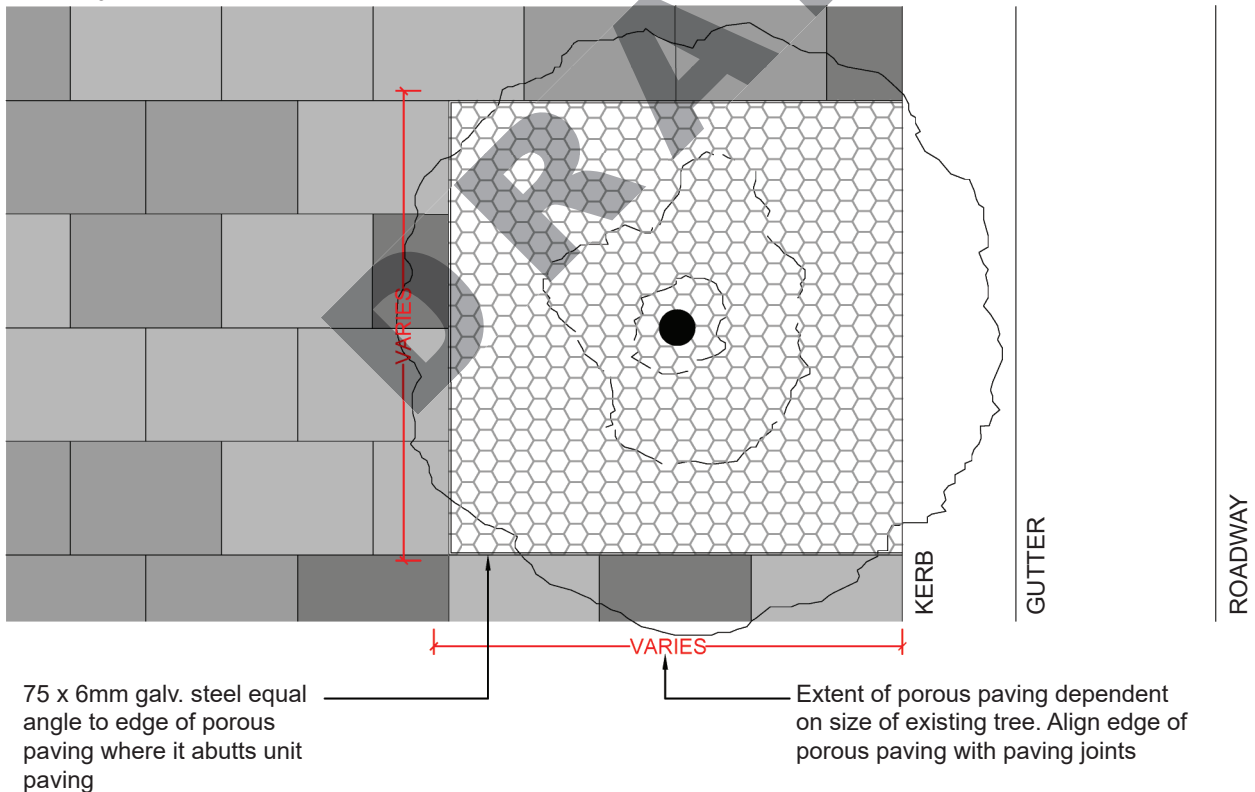 DRA
VARIES
KERB
GUTTER
ROADWAY
VARIES
75 x 6mm galv. steel equal
angle to edge of porous
paving where it abutts unit
paving
Extent of porous paving dependent
on size of existing tree. Align edge of
porous paving with paving joints